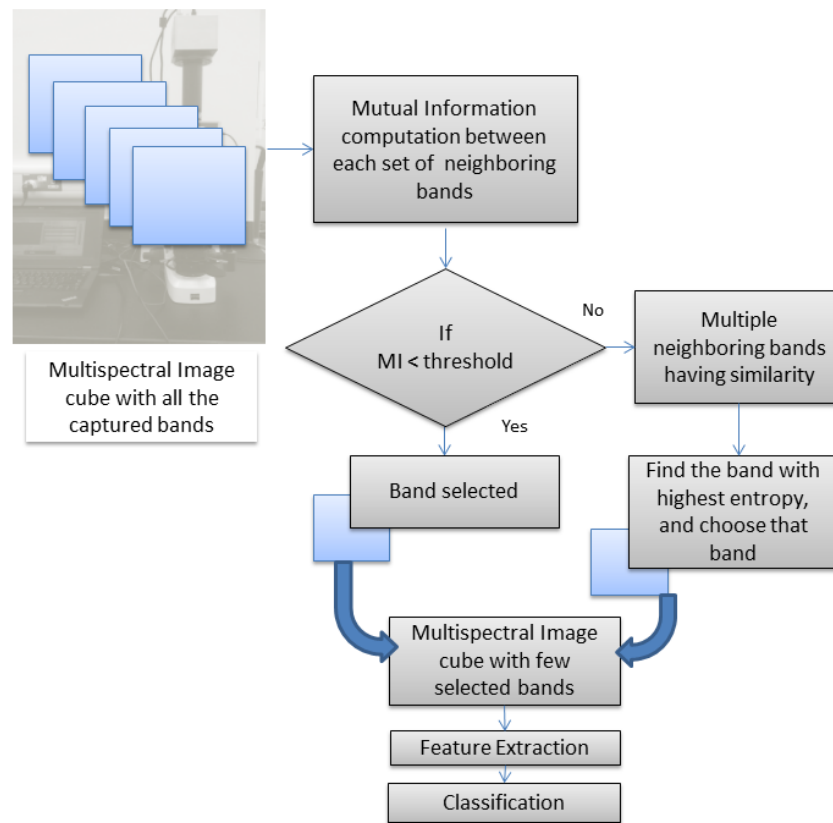 Mutual Information
computation between
each set of neighboring
bands
Multispectral Image
cube with all the
captured bands
If
MI < threshold
No
Multiple
neighboring bands
having similarity
Yes
Band selected
Find the band with
highest entropy,
and choose that
band
Multispectral Image
cube with few
selected bands
Feature Extraction
Classification